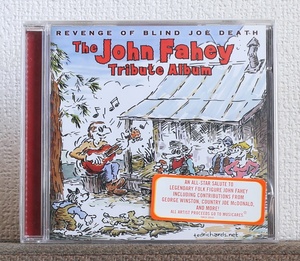 REVENGE OF BLIND JOE DEATH
The John Fahey
Tribute Album
AN ALL-STAR SALUTE TO
LEGENDARY FOLK FIGURE JOHN FAHEY
INCLUDING CONTRIBUTIONS FROM
GEORGE WINSTON, COUNTRY JOE McDONALD,
AND MORE!
ALL ARTIST PROCEEDS GO TO MUSICARES